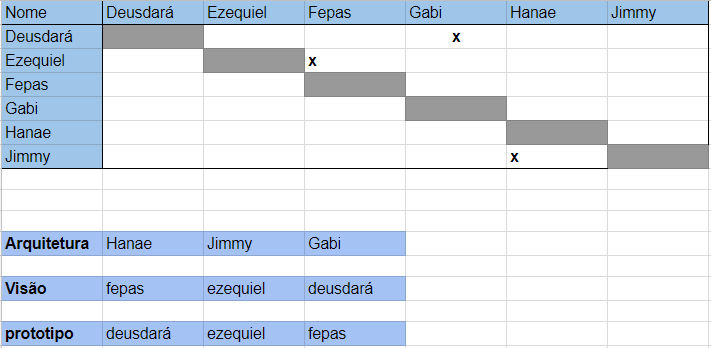 Nome Deusdará Ezequiel Fepas Gabi Hanae Jimmy
Deusdará x
Ezequiel x
Fepas
Gabi
Hanae
Jimmy x
Arquitetura Hanae Jimmy Gabi
Visão fepas ezequiel deusdará
prototipo deusdará ezequiel fepas